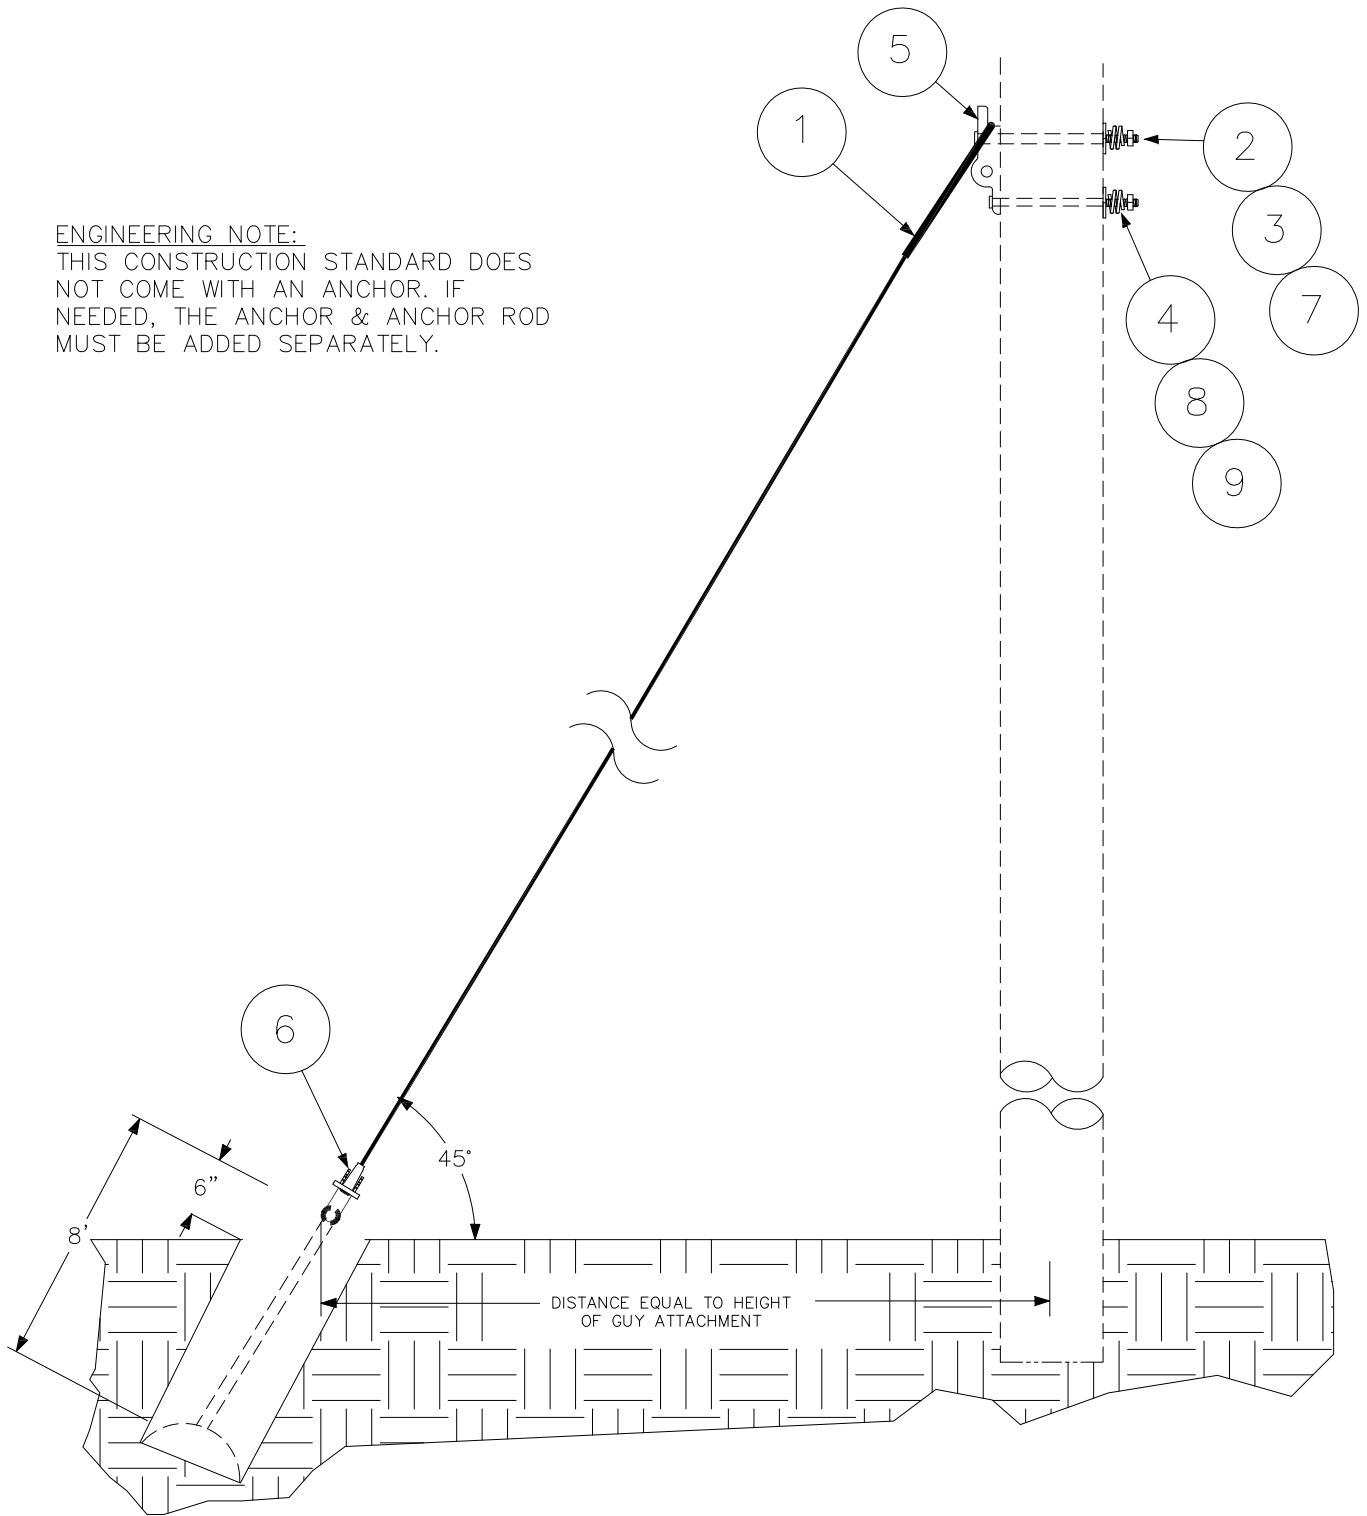 5
1
2
3
7
4
8
9
ENGINEERING NOTE:
THIS CONSTRUCTION STANDARD DOES
NOT COME WITH AN ANCHOR. IF
NEEDED, THE ANCHOR & ANCHOR ROD
MUST BE ADDED SEPARATELY.
6
45°
6"
8'
DISTANCE EQUAL TO HEIGHT
OF GUY ATTACHMENT